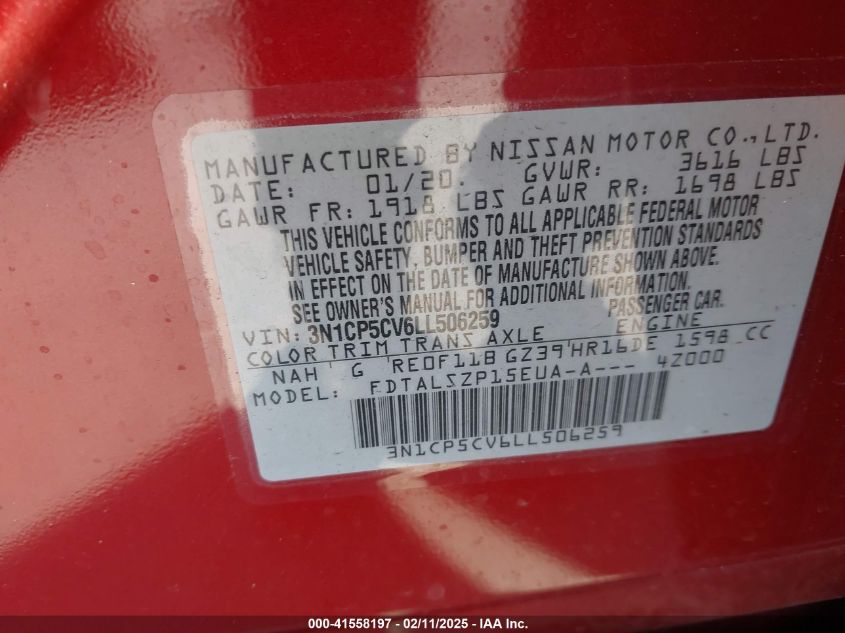 MANUFACTURED BY NISSAN MOTOR CO.,LTD.
DATE: 01/20. GVWR: 3616 LBS
GAWR FR: 1918 LBS GAWR RR: 1698 LBS
THIS VEHICLE CONFORMS TO ALL APPLICABLE FEDERAL MOTOR
VEHICLE SAFETY, BUMPER AND THEFT PREVENTION STANDARDS
IN EFFECT ON THE DATE OF MANUFACTURE SHOWN ABOVE.
SEE OWNER'S MANUAL FOR ADDITIONAL INFORMATION.
VIN: 3N1CP5CV6LL506259 PASSENGER CAR.
COLOR TRIM TRANS AXLE ENGINE
NAH G RE0F11B GZ39 HR16DE 1598 CC
MODEL: FDTALSZP15EUA-A--- 42000
3N1CP5CV6LL506259
000-41558197 - 02/11/2025 - IAAI Inc.